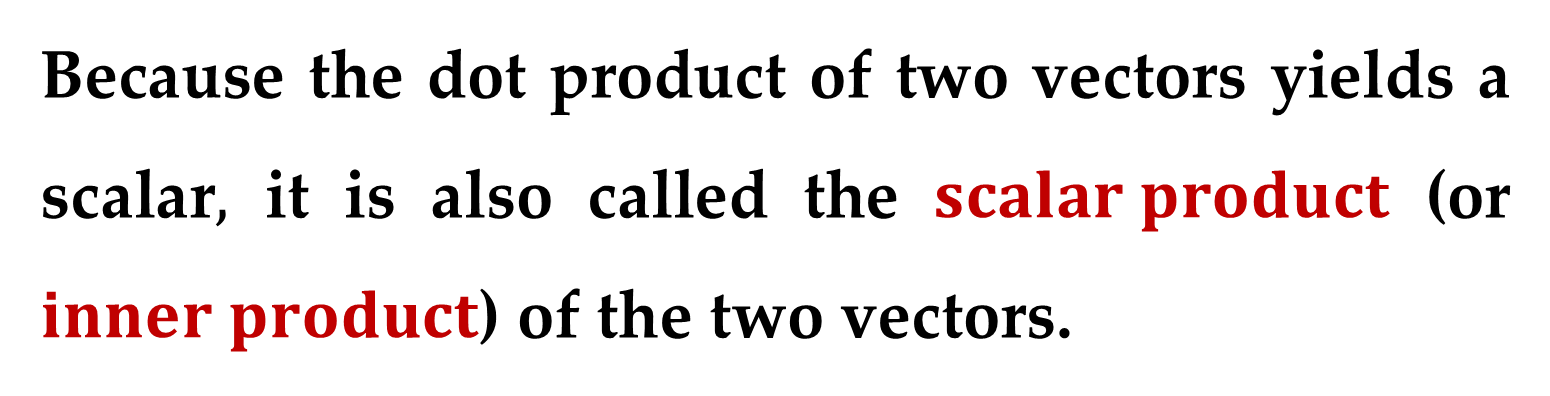 Because the dot product of two vectors yields a
scalar, it is also called the scalar product (or
inner product) of the two vectors.